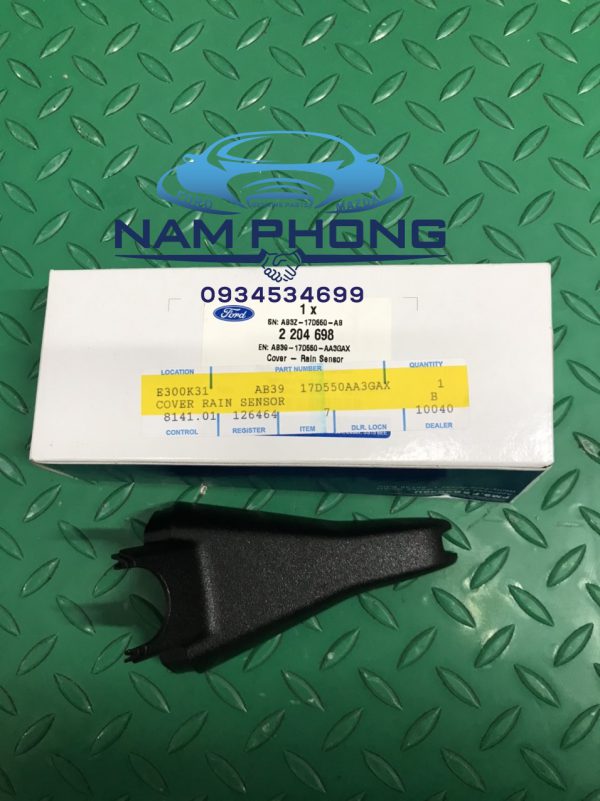 FORD
MAZDA
NAM PHONG
0934534699
Ford
1 x
SN: AB3Z-17D550-AB
2 204 698
EN: AB39-17D550-AA3GAX
Cover - Rain Sensor
LOCATION PART NUMBER QUANTITY
E300K31 AB39 17D550AA3GAX 1
COVER RAIN SENSOR B
8141.01 126464 7 10040
CONTROL REGISTER ITEM DLR. LOCN DEALER